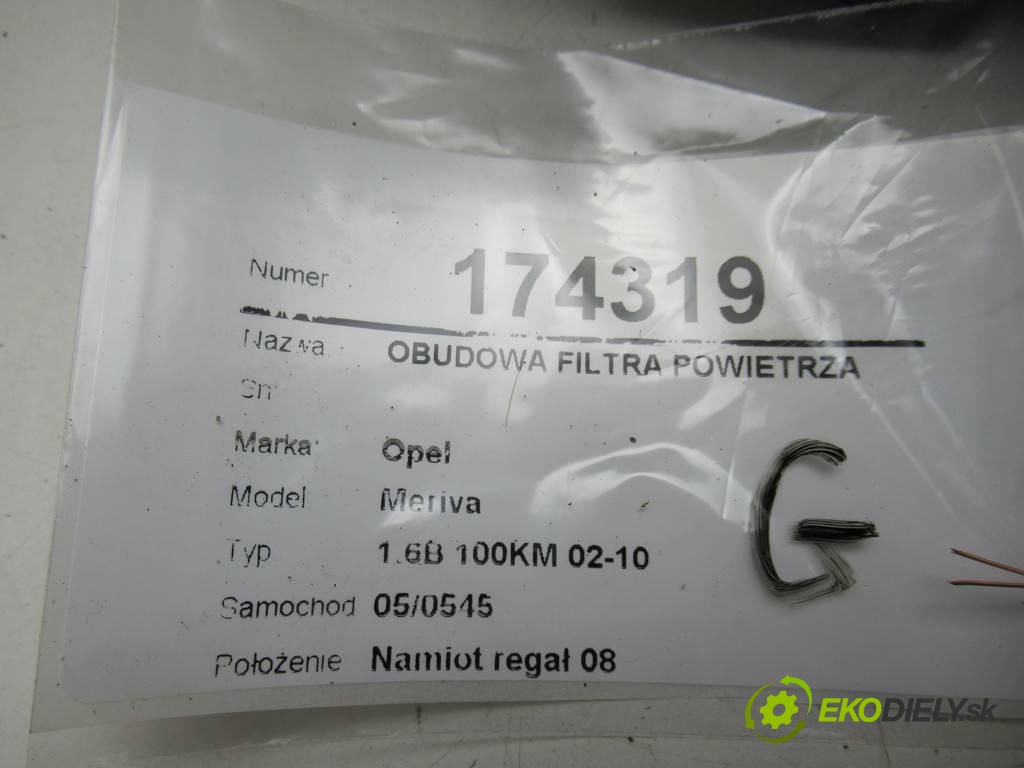 Numer 174319
Nazwa OBUDOWA FILTRA POWIETRZA
Sn
Marka Opel
Model Meriva
Typ 1.6B 100KM 02-10
Samochod 05/0545
Położenie Namiot regał 08
G
EKODIELY.sk